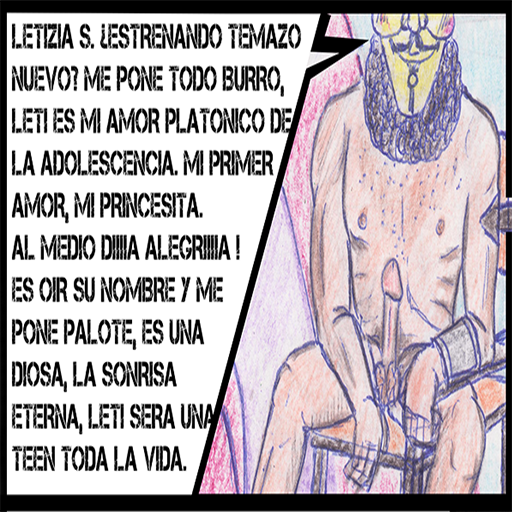 LETIZIA S. ¿ESTRENANDO TEMAZO
NUEVO? ME PONE TODO BURRO,
LETI ES MI AMOR PLATONICO DE
LA ADOLESCENCIA. MI PRIMER
AMOR, MI PRINCESITA.
AL MEDIO DIIIIA ALEGRIIIIA !
ES OIR SU NOMBRE Y ME
PONE PALOTE, ES UNA
DIOSA, LA SONRISA
ETERNA, LETI SERA UNA
TEEN TODA LA VIDA.